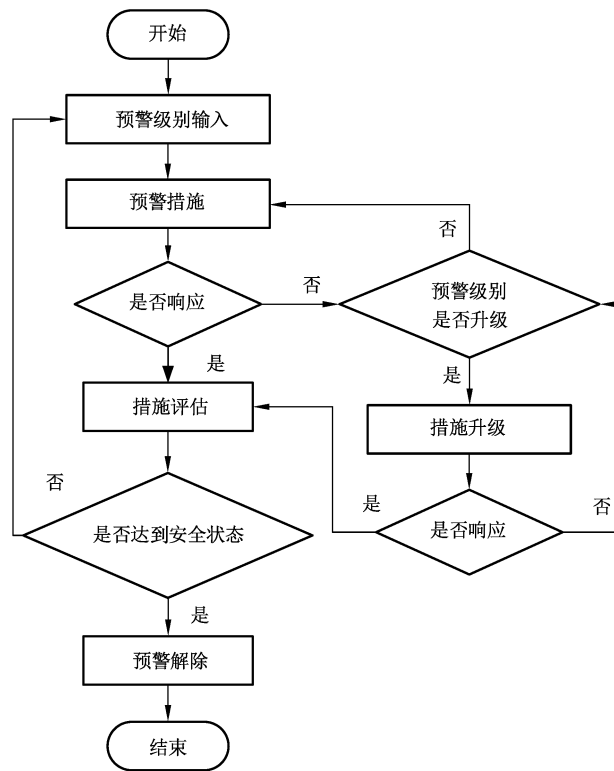 开始
预警级别输入
预警措施
否
是否响应
否
预警级别
是否升级
是
是
措施评估
措施升级
否
是
是否响应
否
是否达到安全状态
是
预警解除
结束